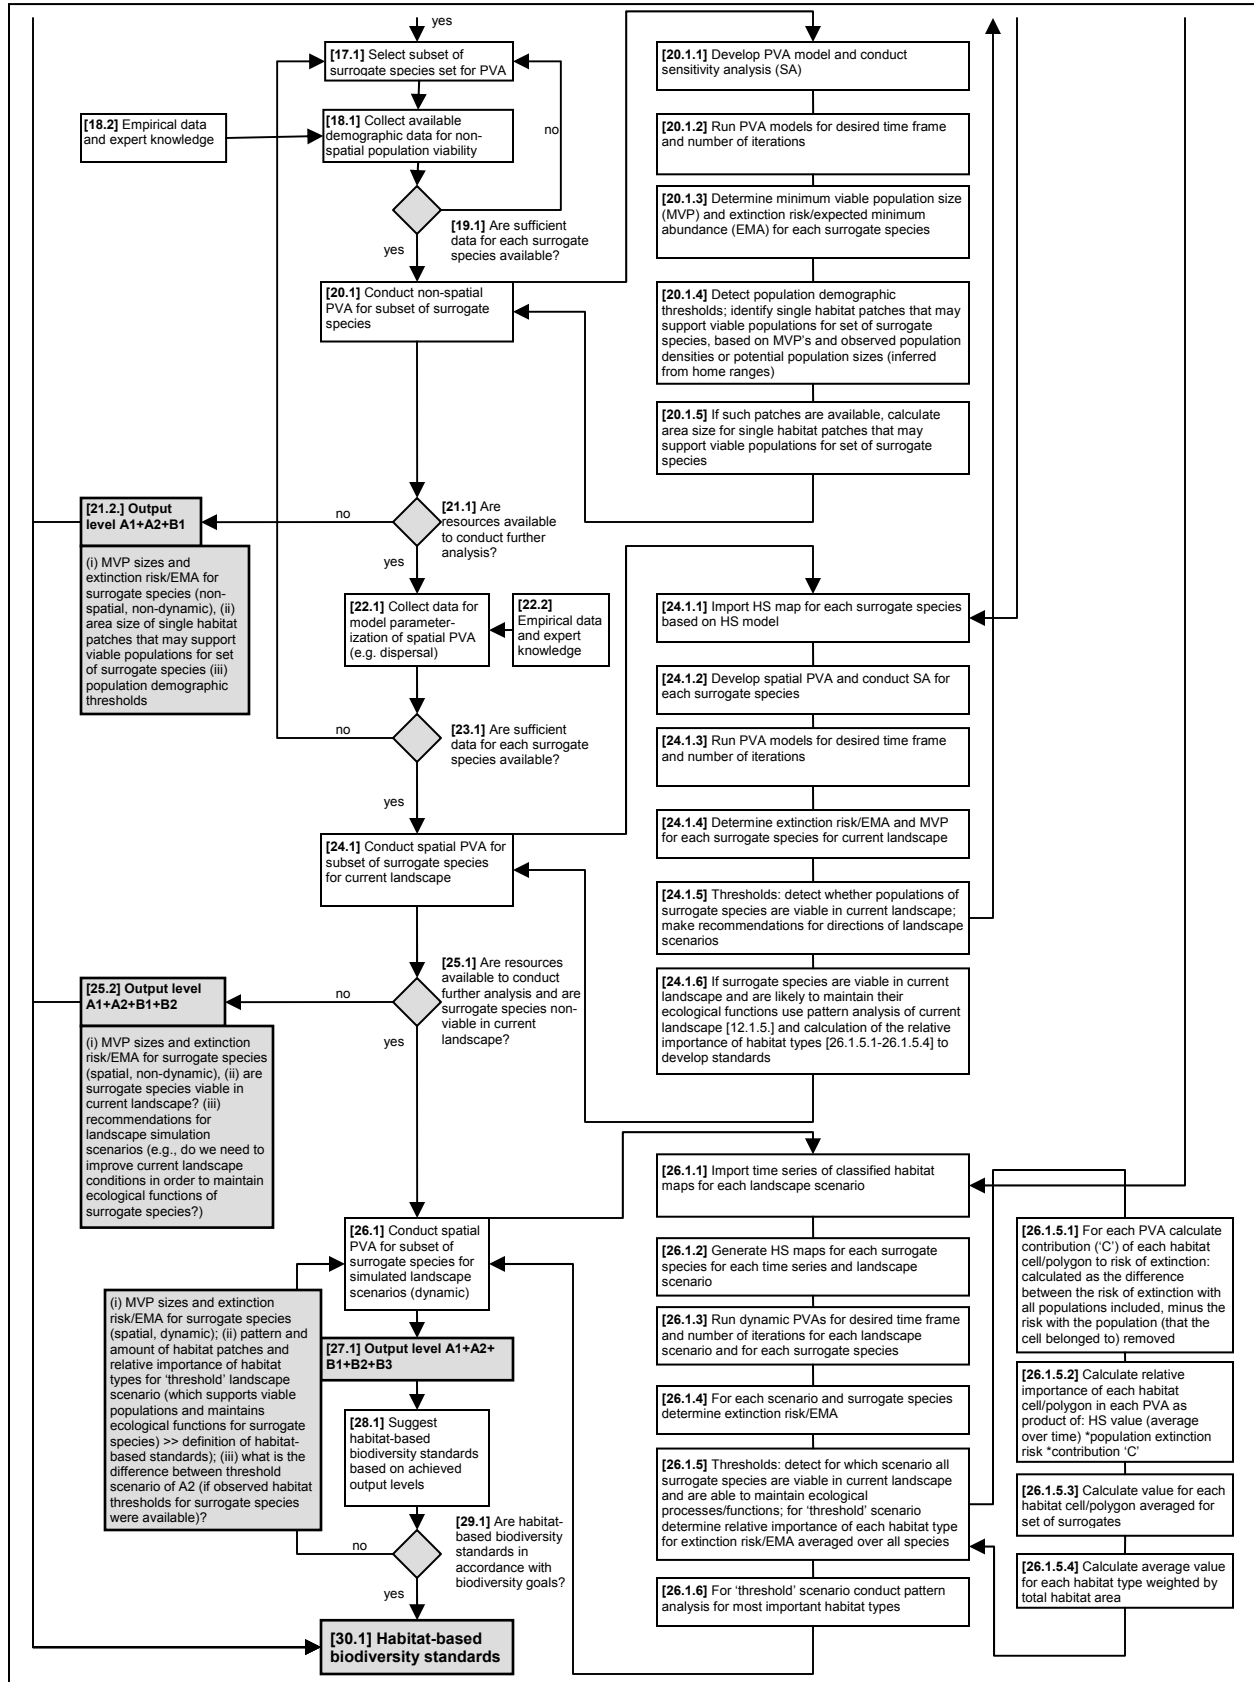 yes
[17.1] Select subset of
surrogate species set for PVA
[18.2] Empirical data
and expert knowledge
[18.1] Collect available
demographic data for non-
spatial population viability
no
[19.1] Are sufficient
data for each surrogate
species available?
yes
[20.1] Conduct non-spatial
PVA for subset of surrogate
species
[20.1.1] Develop PVA model and conduct
sensitivity analysis (SA)
[20.1.2] Run PVA models for desired time frame
and number of iterations
[20.1.3] Determine minimum viable population size
(MVP) and extinction risk/expected minimum
abundance (EMA) for each surrogate species
[20.1.4] Detect population demographic
thresholds; identify single habitat patches that may
support viable populations for set of surrogate
species, based on MVP's and observed population
densities or potential population sizes (inferred
from home ranges)
[20.1.5] If such patches are available, calculate
area size for single habitat patches that may
support viable populations for set of surrogate
species
[21.2.] Output
level A1+A2+B1
no
[21.1] Are
resources available
to conduct further
analysis?
yes
(i) MVP sizes and
extinction risk/EMA for
surrogate species (non-
spatial, non-dynamic), (ii)
area size of single habitat
patches that may support
viable populations for set
of surrogate species (iii)
population demographic
thresholds
[22.1] Collect data for
model parameter-
ization of spatial PVA
(e.g. dispersal)
[22.2]
Empirical data
and expert
knowledge
no
[23.1] Are sufficient
data for each surrogate
species available?
yes
[24.1] Conduct spatial PVA for
subset of surrogate species
for current landscape
[24.1.1] Import HS map for each surrogate species
based on HS model
[24.1.2] Develop spatial PVA and conduct SA for
each surrogate species
[24.1.3] Run PVA models for desired time frame
and number of iterations
[24.1.4] Determine extinction risk/EMA and MVP
for each surrogate species for current landscape
[24.1.5] Thresholds: detect whether populations of
surrogate species are viable in current landscape;
make recommendations for directions of landscape
scenarios
[24.1.6] If surrogate species are viable in current
landscape and are likely to maintain their
ecological functions use pattern analysis of current
landscape [12.1.5.] and calculation of the relative
importance of habitat types [26.1.5.1-26.1.5.4] to
develop standards
[25.2] Output level
A1+A2+B1+B2
no
[25.1] Are resources
available to conduct
further analysis and are
surrogate species non-
viable in current
landscape?
yes
(i) MVP sizes and extinction
risk/EMA for surrogate species
(spatial, non-dynamic), (ii) are
surrogate species viable in
current landscape? (iii)
recommendations for
landscape simulation
scenarios (e.g., do we need to
improve current landscape
conditions in order to maintain
ecological functions of
surrogate species?)
[26.1] Conduct spatial
PVA for subset of
surrogate species for
simulated landscape
scenarios (dynamic)
[26.1.1] Import time series of classified habitat
maps for each landscape scenario
[26.1.2] Generate HS maps for each surrogate
species for each time series and landscape
scenario
[26.1.3] Run dynamic PVAs for desired time frame
and number of iterations for each landscape
scenario and for each surrogate species
[26.1.4] For each scenario and surrogate species
determine extinction risk/EMA
[26.1.5] Thresholds: detect for which scenario all
surrogate species are viable in current landscape
and are able to maintain ecological
processes/functions; for 'threshold' scenario
determine relative importance of each habitat type
for extinction risk/EMA averaged over all species
[26.1.6] For 'threshold' scenario conduct pattern
analysis for most important habitat types
[26.1.5.1] For each PVA calculate
contribution ('C') of each habitat
cell/polygon to risk of extinction:
calculated as the difference
between the risk of extinction with
all populations included, minus the
risk with the population (that the
cell belonged to) removed
[26.1.5.2] Calculate relative
importance of each habitat
cell/polygon in each PVA as
product of: HS value (average
over time) *population extinction
risk *contribution 'C'
[26.1.5.3] Calculate value for each
habitat cell/polygon averaged for
set of surrogates
[26.1.5.4] Calculate average value
for each habitat type weighted by
total habitat area
(i) MVP sizes and extinction
risk/EMA for surrogate species
(spatial, dynamic); (ii) pattern and
amount of habitat patches and
relative importance of habitat
types for 'threshold' landscape
scenario (which supports viable
populations and maintains
ecological functions for surrogate
species) >> definition of habitat-
based standards); (iii) what is the
difference between threshold
scenario of A2 (if observed habitat
thresholds for surrogate species
were available)?
[27.1] Output level A1+A2+
B1+B2+B3
[28.1] Suggest
habitat-based
biodiversity standards
based on achieved
output levels
no
[29.1] Are habitat-
based biodiversity
standards in
accordance with
biodiversity goals?
yes
[30.1] Habitat-based
biodiversity standards